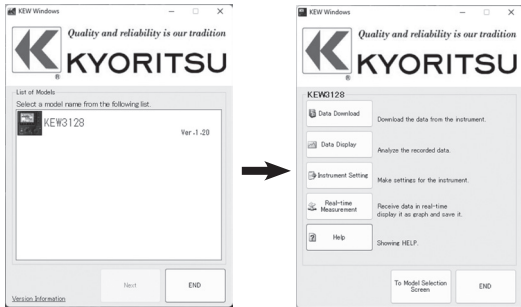 KEW Windows
Quality and reliability is our tradition
KYORITSU
List of Models
Select a model name from the following list.
KEW3128
Ver.1.20
Next
END
Version Information
KEW Windows
Quality and reliability is our tradition
KYORITSU
KEW3128
Data Download
Download the data from the instrument.
Data Display
Analyze the recorded data.
Instrument Setting
Make settings for the instrument.
Real-time
Measurement
Receive data in real-time
display it as graph and save it.
Help
Showing HELP.
To Model Selection
Screen
END